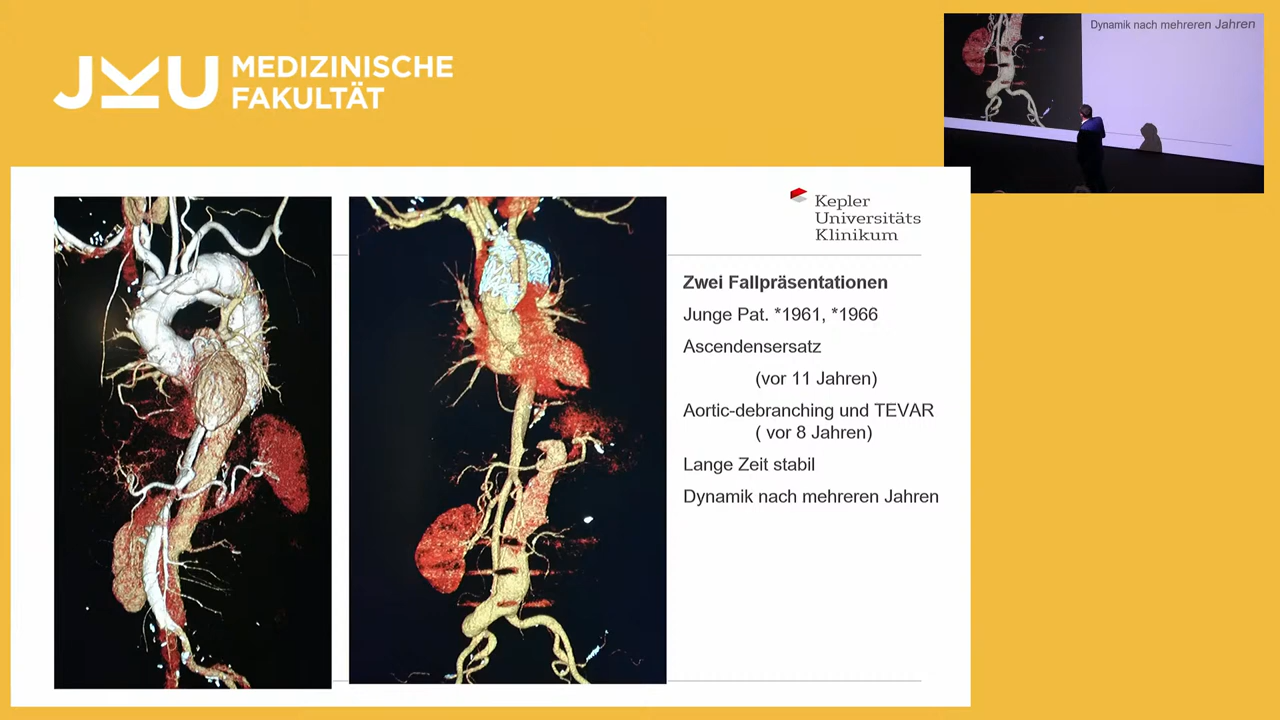 JKU MEDIZINISCHE
FAKULTÄT
Dynamik nach mehreren Jahren
Kepler
Universitäts
Klinikum
Zwei Fallpräsentationen
Junge Pat. *1961, *1966
Ascendensersatz
(vor 11 Jahren)
Aortic-debranching und TEVAR
( vor 8 Jahren)
Lange Zeit stabil
Dynamik nach mehreren Jahren